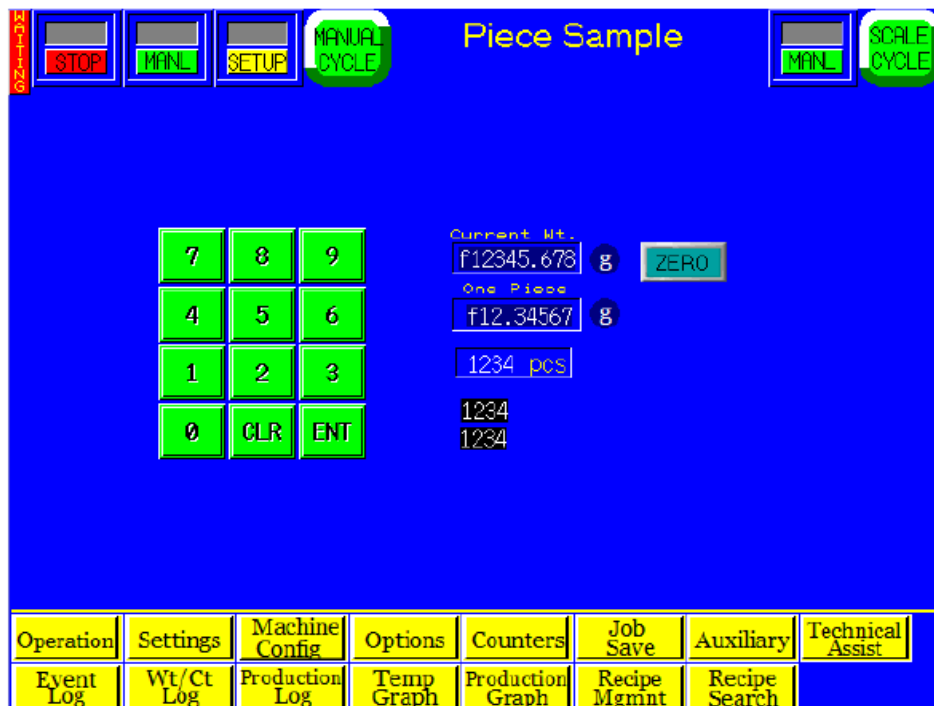 WAITING
STOP
MANL
SETUP
MANUAL
CYCLE
Piece Sample
MANL
SCALE
CYCLE
7 8 9
4 5 6
1 2 3
0 CLR ENT
Current Wt.
f12345.678 g ZERO
One Piece
f12.34567 g
1234 pcs
1234
1234
Operation
Settings
Machine
Config
Options
Counters
Job
Save
Auxiliary
Technical
Assist
Event
Log
Wt/Ct
Log
Production
Log
Temp
Graph
Production
Graph
Recipe
Mgmnt
Recipe
Search